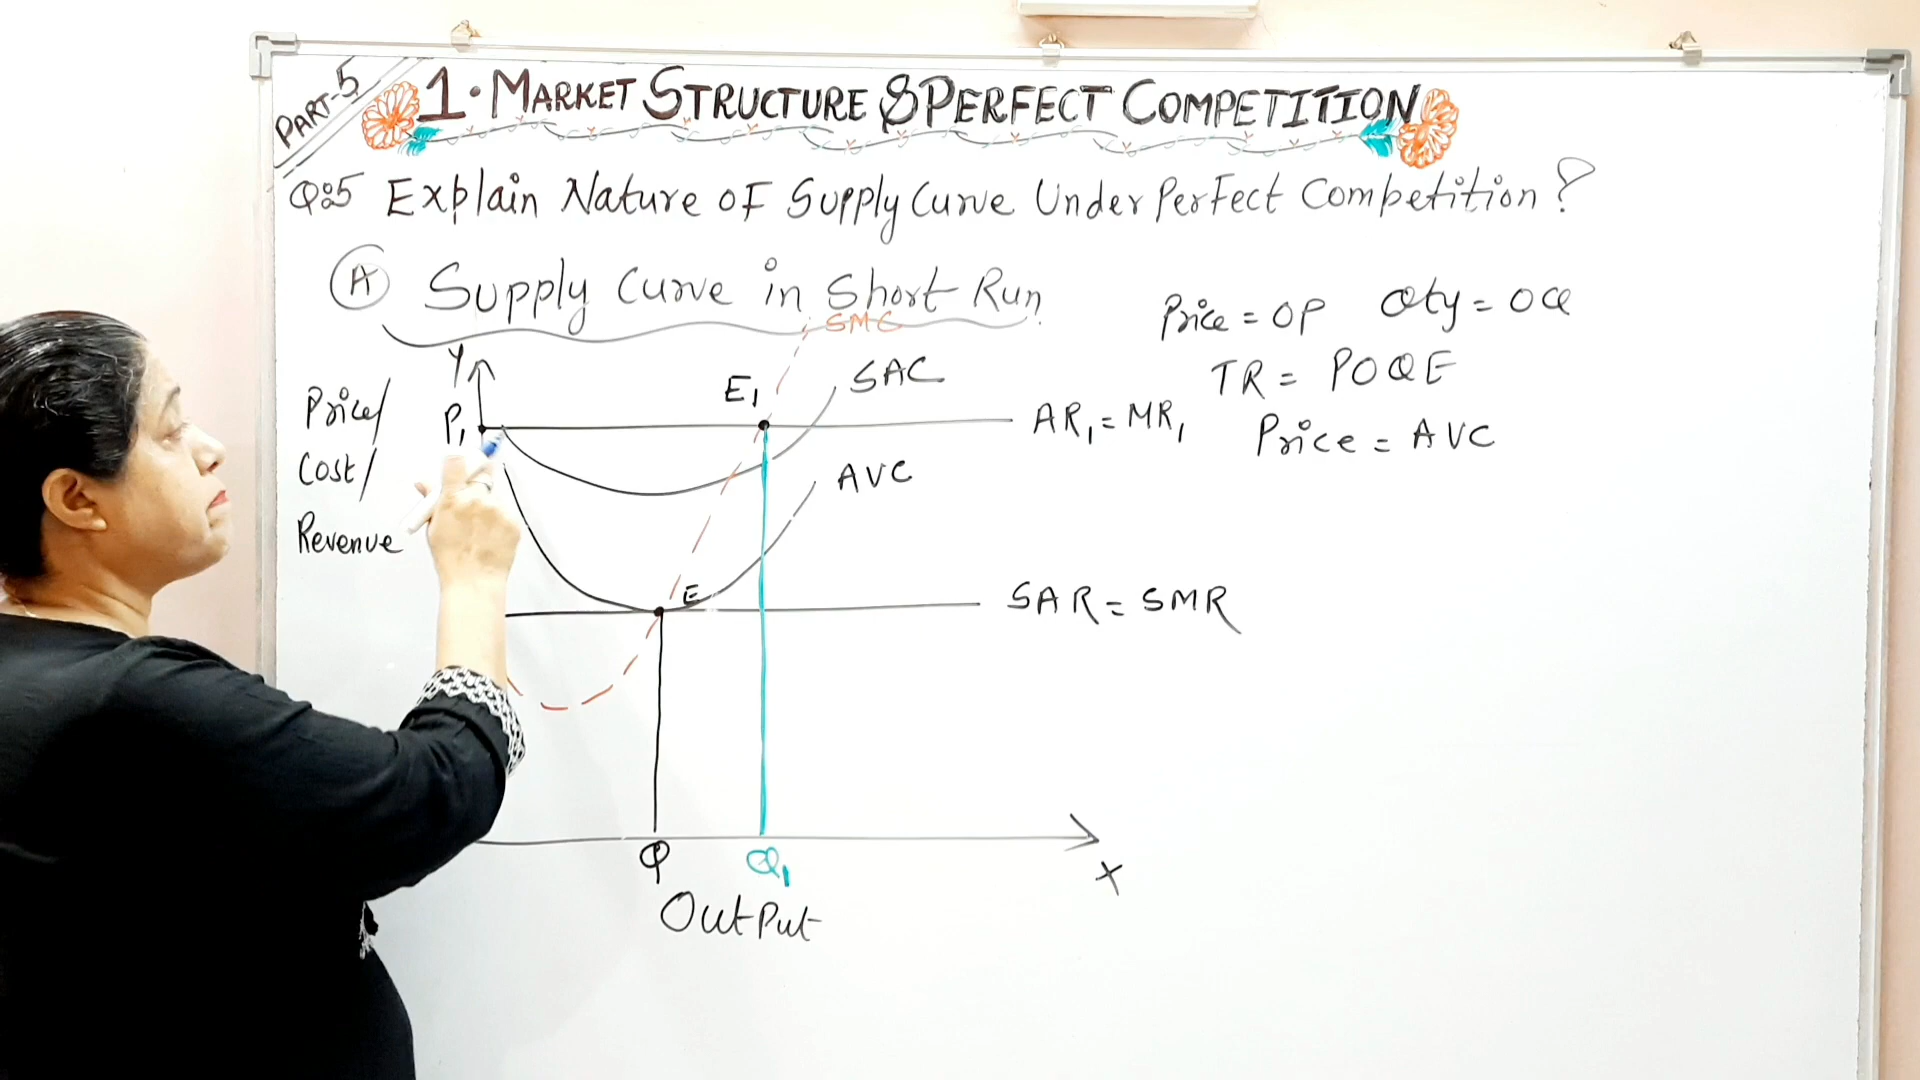 PART-5
1. MARKET STRUCTURE & PERFECT COMPETITION
Q:5 Explain Nature of Supply Curve Under Perfect Competition?
A Supply Curve in Short Run
Price = OP Qty = OQ
TR = POQE
Price = AVC
SMC
Y
SAC
E1
Price/
P1
AR1 = MR1
Cost/
AVC
Revenue
E
SAR = SMR
Q
Q1
X
Output